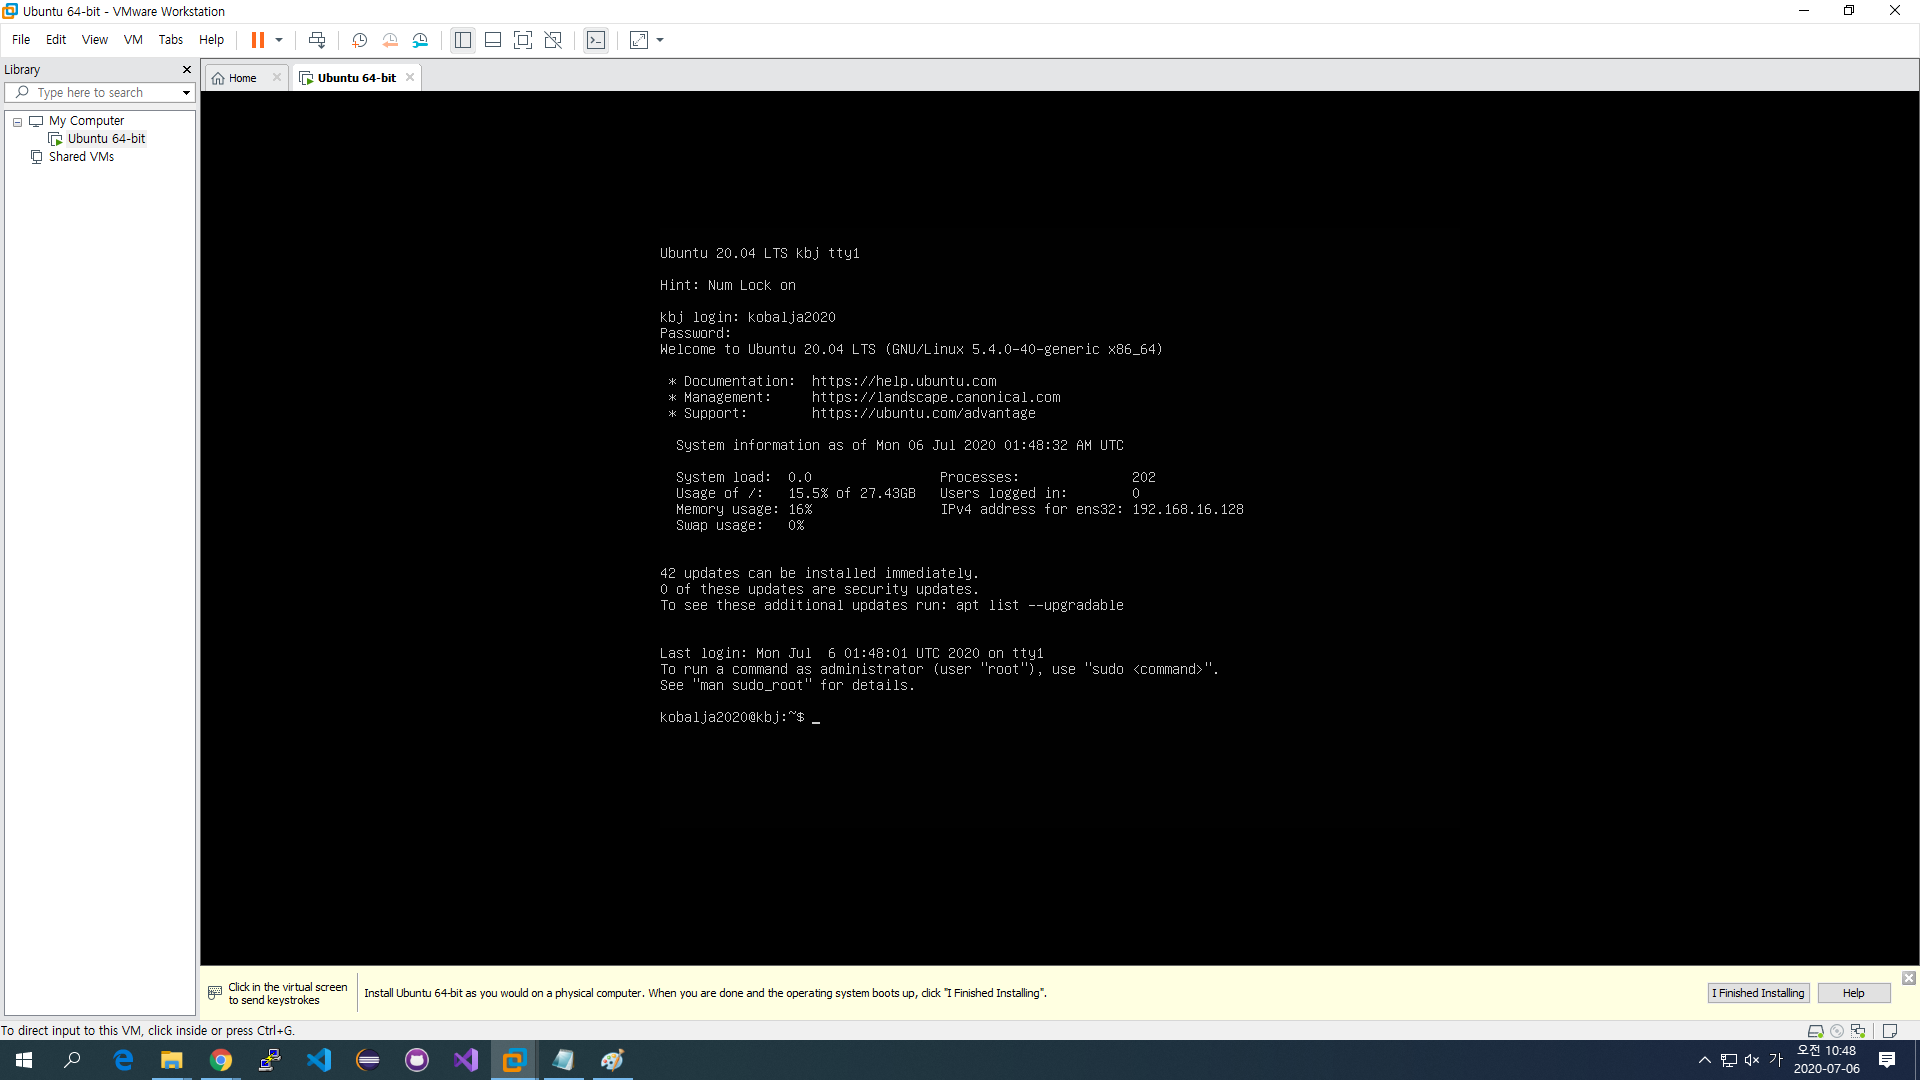 Ubuntu 64-bit - VMware Workstation
File Edit View VM Tabs Help
Library
Type here to search
My Computer
Ubuntu 64-bit
Shared VMs
Home
Ubuntu 64-bit
Ubuntu 20.04 LTS kbj tty1
Hint: Num Lock on
kbj login: kobalja2020
Password:
Welcome to Ubuntu 20.04 LTS (GNU/Linux 5.4.0-40-generic x86_64)
* Documentation:  https://help.ubuntu.com
* Management:     https://landscape.canonical.com
* Support:        https://ubuntu.com/advantage
System information as of Mon 06 Jul 2020 01:48:32 AM UTC
System load:  0.0                Processes:              202
Usage of /:   15.5% of 27.43GB   Users logged in:        0
Memory usage: 16%                IPv4 address for ens32: 192.168.16.128
Swap usage:   0%
42 updates can be installed immediately.
0 of these updates are security updates.
To see these additional updates run: apt list --upgradable
Last login: Mon Jul  6 01:48:01 UTC 2020 on tty1
To run a command as administrator (user "root"), use "sudo <command>".
See "man sudo_root" for details.
kobalja2020@kbj:~$ _
Click in the virtual screen
to send keystrokes
Install Ubuntu 64-bit as you would on a physical computer. When you are done and the operating system boots up, click "I Finished Installing".
I Finished Installing
Help
To direct input to this VM, click inside or press Ctrl+G.
가
오전 10:48
2020-07-06